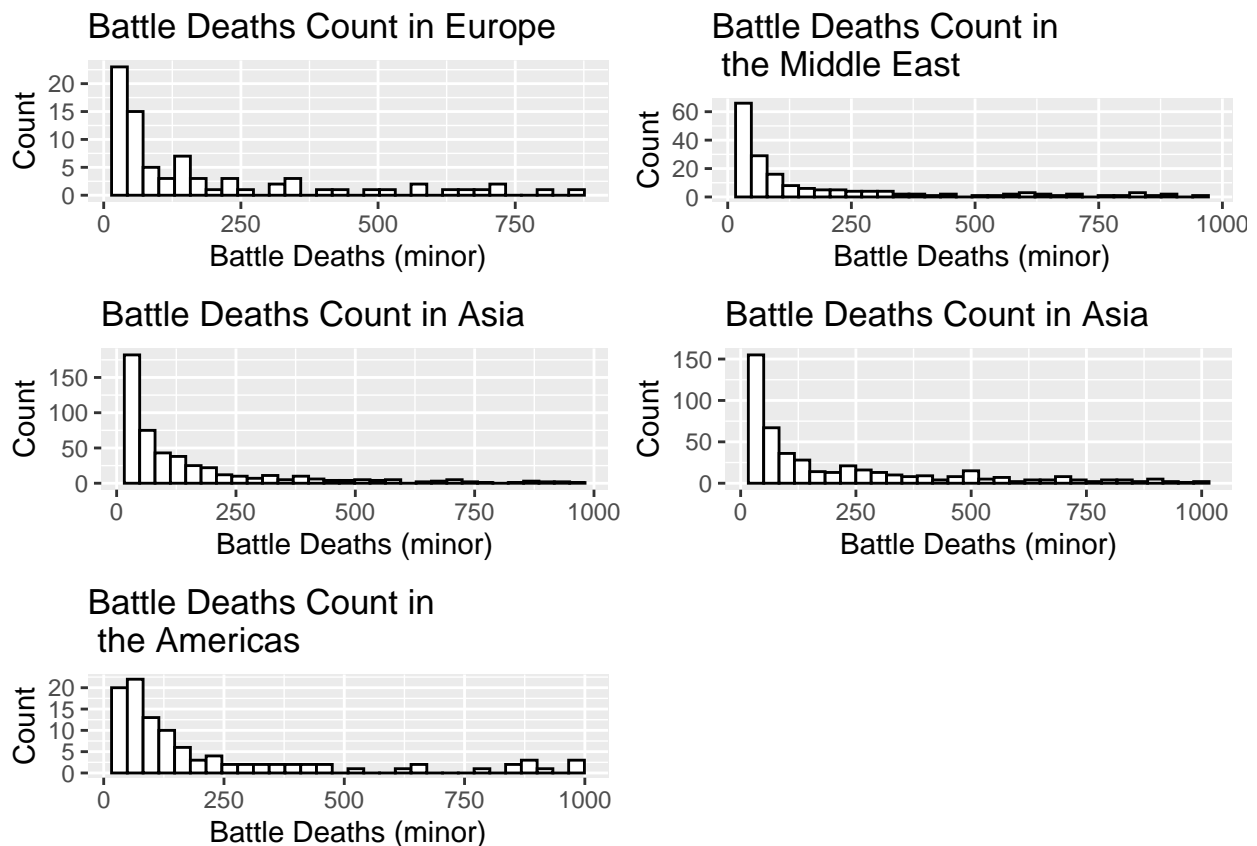 Battle Deaths Count in Europe
20
15
10
5
0
Count
0 250 500 750
Battle Deaths (minor)
Battle Deaths Count in
the Middle East
60
40
20
0
Count
0 250 500 750 1000
Battle Deaths (minor)
Battle Deaths Count in Asia
150
100
50
0
Count
0 250 500 750 1000
Battle Deaths (minor)
Battle Deaths Count in Asia
150
100
50
0
Count
0 250 500 750 1000
Battle Deaths (minor)
Battle Deaths Count in
the Americas
20
15
10
5
0
Count
0 250 500 750 1000
Battle Deaths (minor)